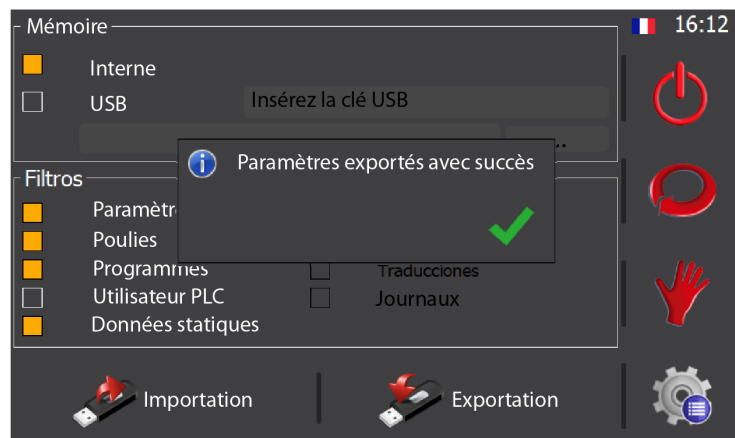 Mémoire
16:12
Interne
USB
Insérez la clé USB
..
Paramètres exportés avec succès
Filtros
Paramètr
Poulies
Programmes
Traducciones
Utilisateur PLC
Journaux
Données statiques
Importation
Exportation